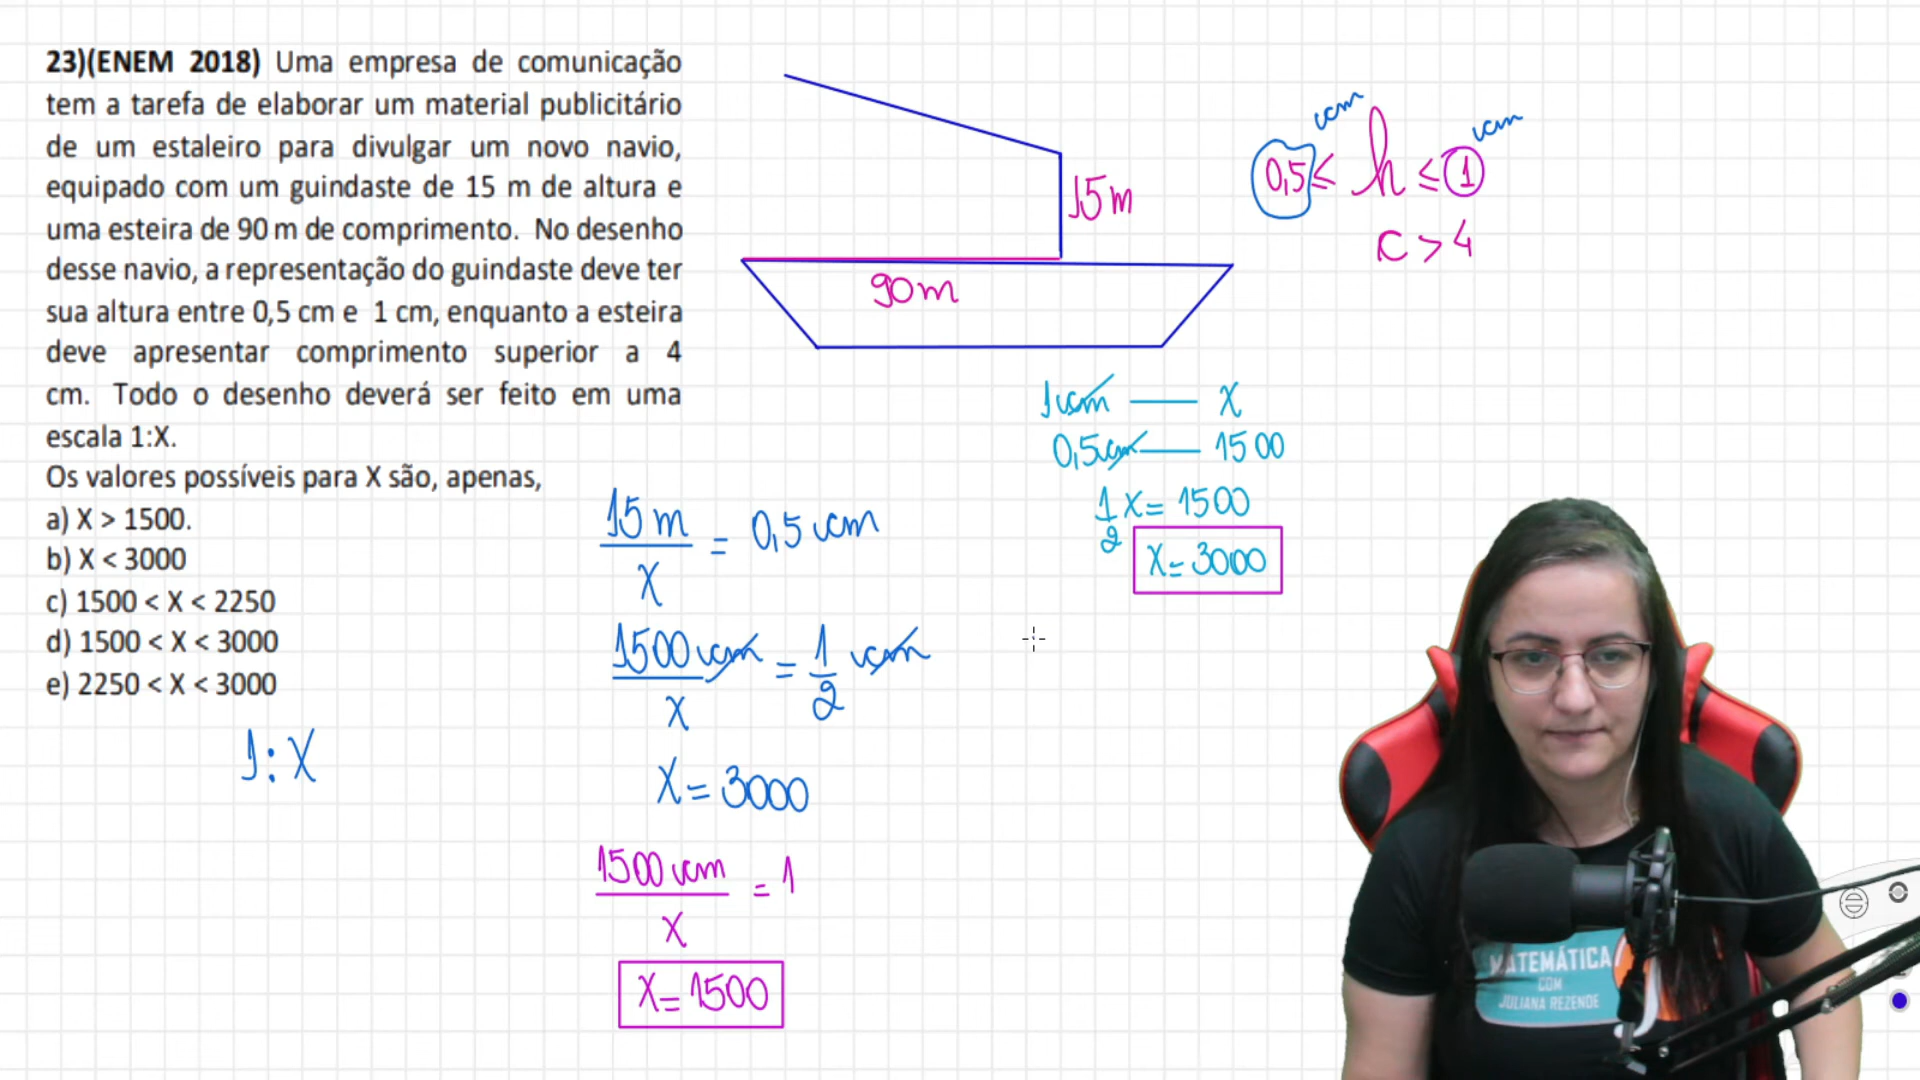 23)(ENEM 2018) Uma empresa de comunicação
tem a tarefa de elaborar um material publicitário
de um estaleiro para divulgar um novo navio,
equipado com um guindaste de 15 m de altura e
uma esteira de 90 m de comprimento. No desenho
desse navio, a representação do guindaste deve ter
sua altura entre 0,5 cm e 1 cm, enquanto a esteira
deve apresentar comprimento superior a 4
cm. Todo o desenho deverá ser feito em uma
escala 1:X.
Os valores possíveis para X são, apenas,
a) X > 1500.
b) X < 3000
c) 1500 < X < 2250
d) 1500 < X < 3000
e) 2250 < X < 3000
1:X
15m
90m
cm cm
0,5 ≤ h ≤ 1
c > 4
15 m / x = 0,5 cm
1500 cm / x = 1/2 cm
x = 3000
1500 cm / x = 1
x = 1500
1cm — x
0,5cm — 1500
1/2 x = 1500
x = 3000
MATEMÁTICA
COM
JULIANA REZENDE